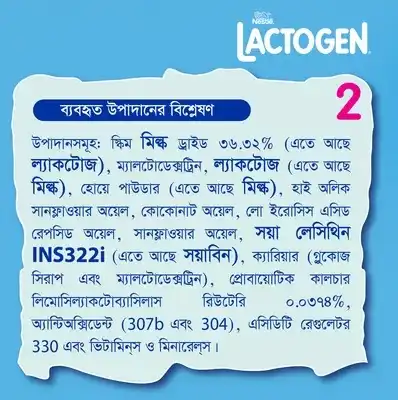 Nestlé
LACTOGEN
2
ব্যবহৃত উপাদানের বিশ্লেষণ
উপাদানসমূহ: স্কিম মিল্ক ড্রাইড ৩৬.৩২% (এতে আছে
ল্যাকটোজ), ম্যালটোডেক্সট্রিন, ল্যাকটোজ (এতে আছে
মিল্ক), হোয়ে পাউডার (এতে আছে মিল্ক), হাই অলিক
সানফ্লাওয়ার অয়েল, কোকোনাট অয়েল, লো ইরোসিস এসিড
রেপসিড অয়েল, সানফ্লাওয়ার অয়েল, সয়া লেসিথিন
INS322i (এতে আছে সয়াবিন), ক্যারিয়ার (গ্লুকোজ
সিরাপ এবং ম্যালটোডেক্সট্রিন), প্রোবায়োটিক কালচার
লিমোসিল্যাকটোব্যাসিলাস রিউটেরি ০.০৩৭৪%,
অ্যান্টিঅক্সিডেন্ট (307b এবং 304), এসিডিটি রেগুলেটর
330 এবং ভিটামিন্‌স ও মিনারেল্‌স।